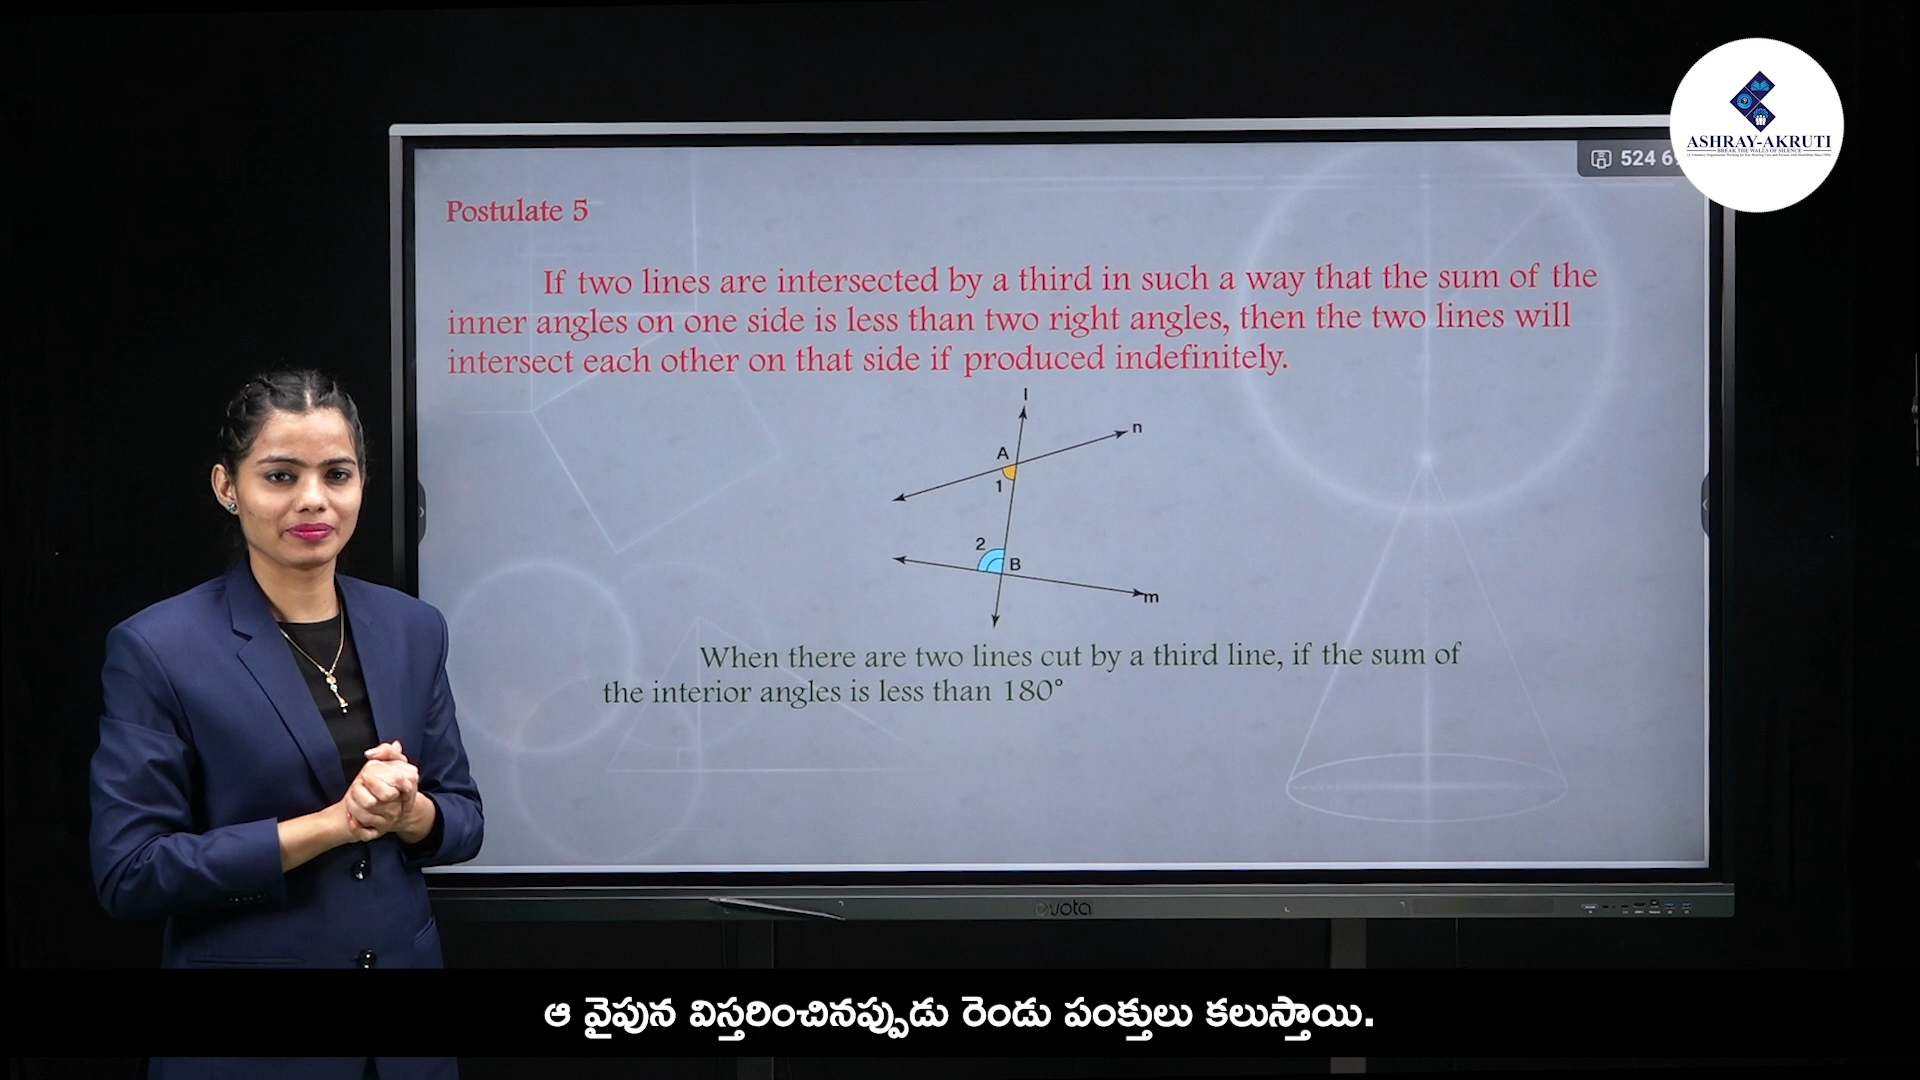 ASHRAY-AKRUTI
BREAK THE WALLS OF SILENCE
524 6
Postulate 5
If two lines are intersected by a third in such a way that the sum of the
inner angles on one side is less than two right angles, then the two lines will
intersect each other on that side if produced indefinitely.
l
n
A
1
2
B
m
When there are two lines cut by a third line, if the sum of
the interior angles is less than 180°
evota
ఆ వైపున విస్తరించినప్పుడు రెండు పంక్తులు కలుస్తాయి.